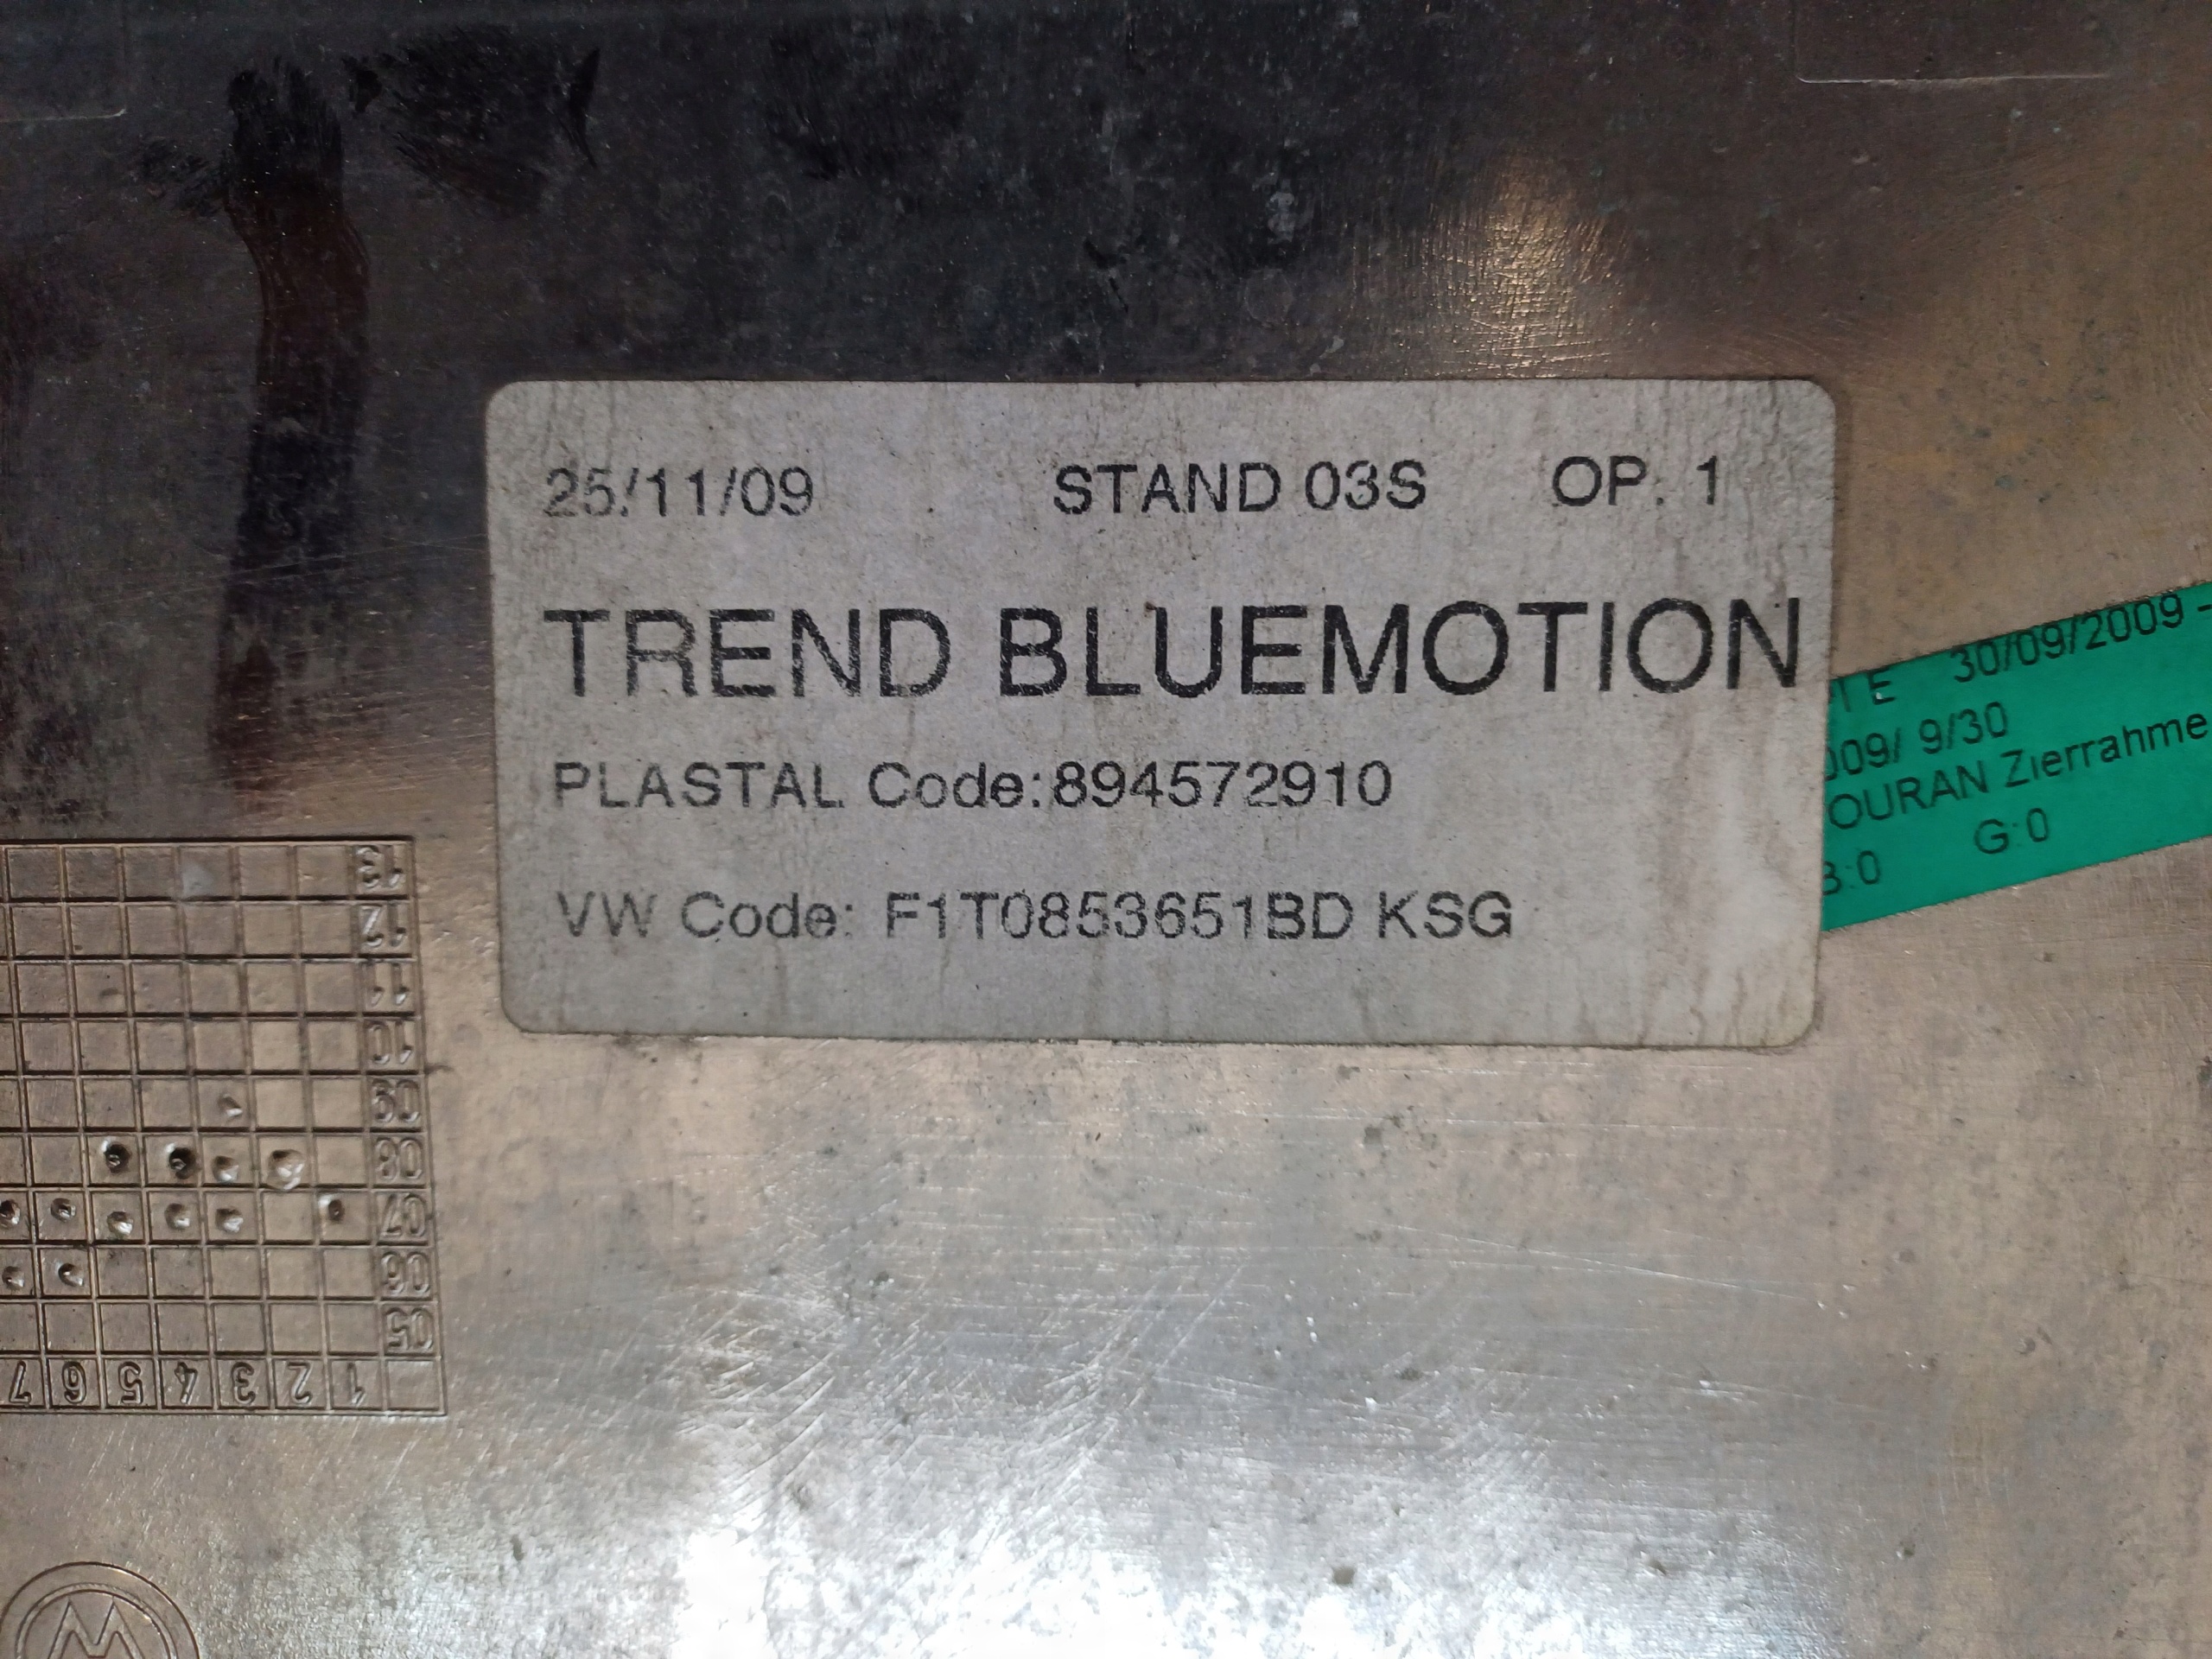 25/11/09 STAND 03S OP. 1
TREND BLUEMOTION
PLASTAL Code:894572910
VW Code: F1T0853651BD KSG
30/09/2009 -
009/ 9/30
OURAN Zierrahme
3:0 G:0
13
12
11
10
09
08
07
06
05
7 6 5 4 3 2 1